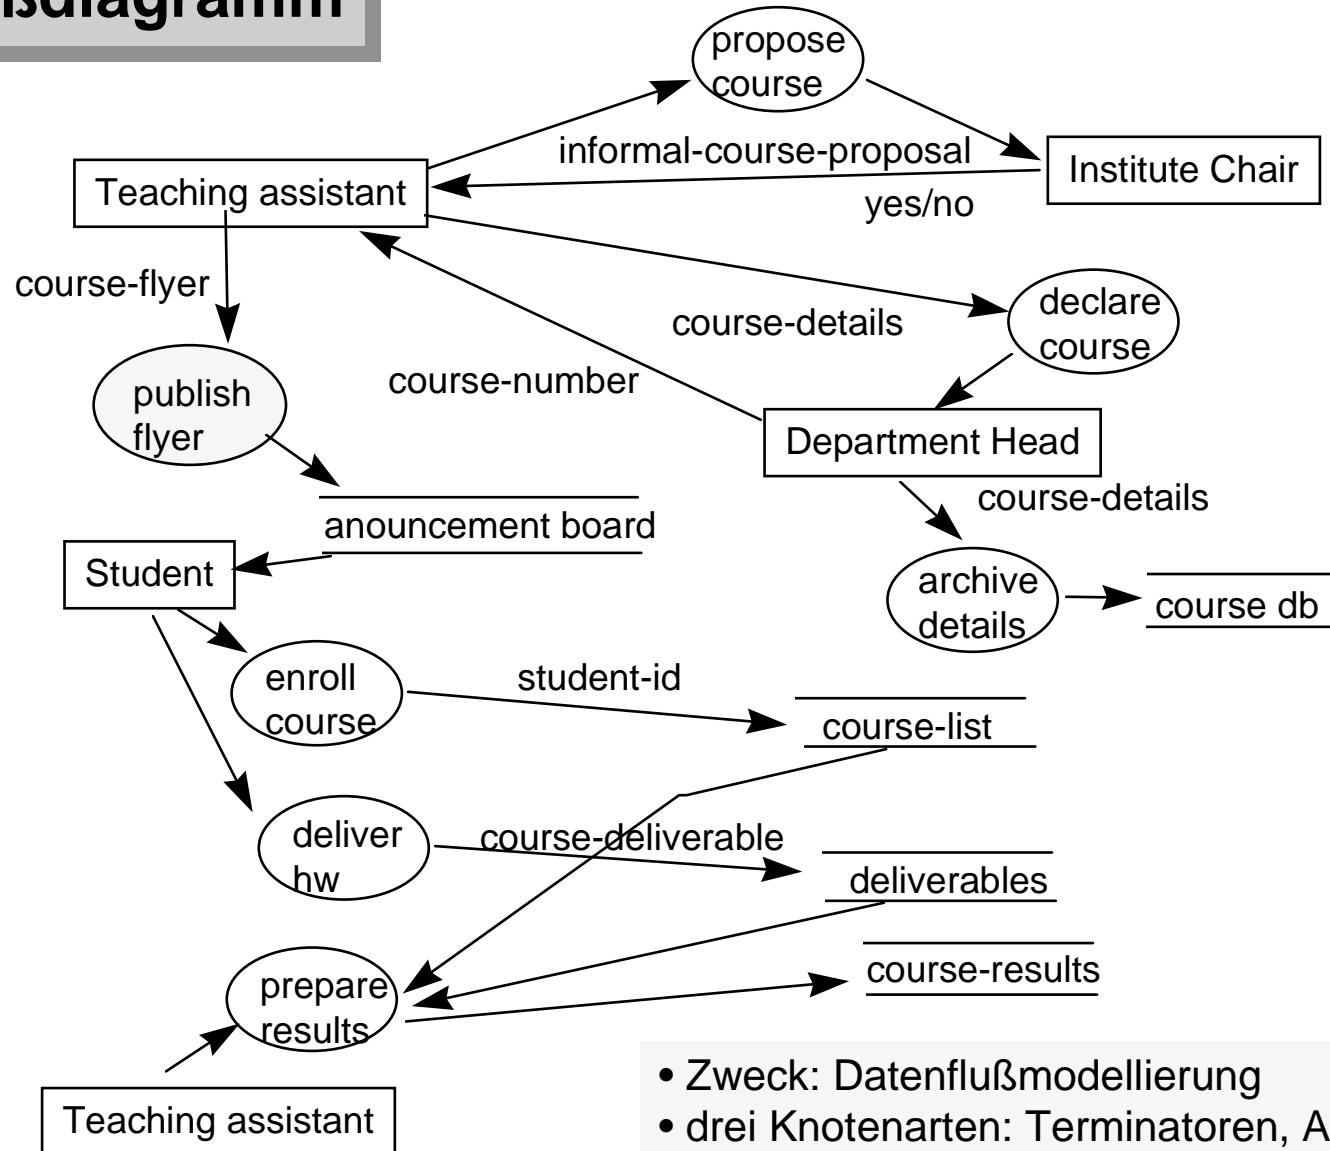 ßdiagramm
propose
course
informal-course-proposal
Institute Chair
Teaching assistant
yes/no
course-flyer
declare
course
course-details
course-number
publish
flyer
Department Head
course-details
anouncement board
Student
archive
details
course db
enroll
course
student-id
course-list
deliver
hw
course-deliverable
deliverables
course-results
prepare
results
• Zweck: Datenflußmodellierung
• drei Knotenarten: Terminatoren, A
Teaching assistant